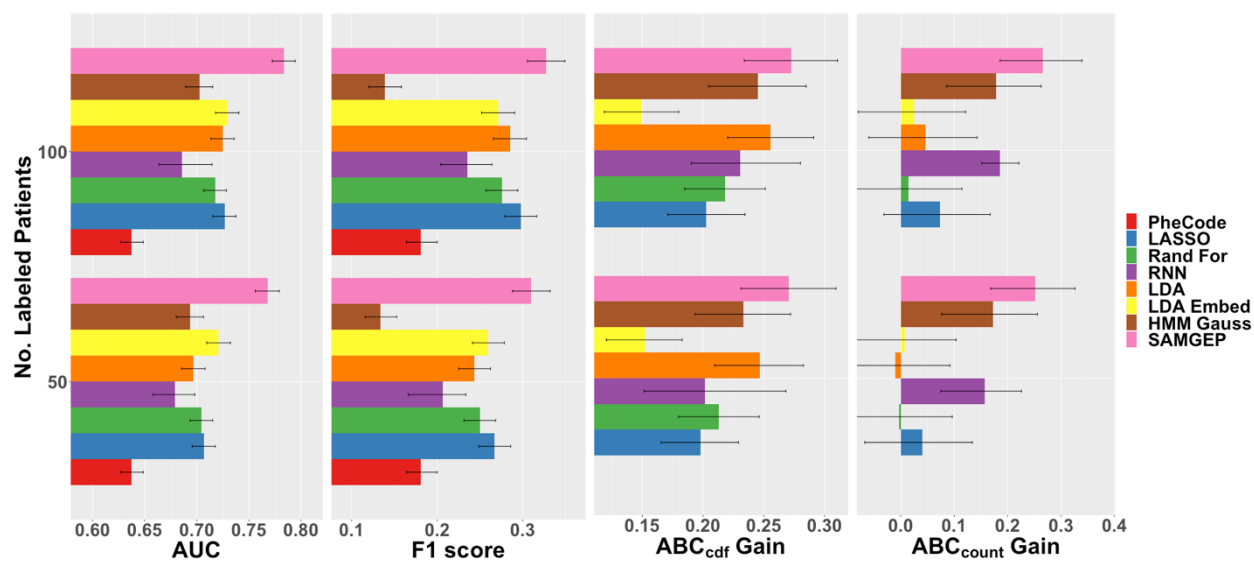 No. Labeled Patients
100
50
0.60 0.65 0.70 0.75 0.80
AUC
0.1 0.2 0.3
F1 score
0.15 0.20 0.25 0.30
ABCcdf Gain
0.0 0.1 0.2 0.3 0.4
ABCcount Gain
PheCode
LASSO
Rand For
RNN
LDA
LDA Embed
HMM Gauss
SAMGEP